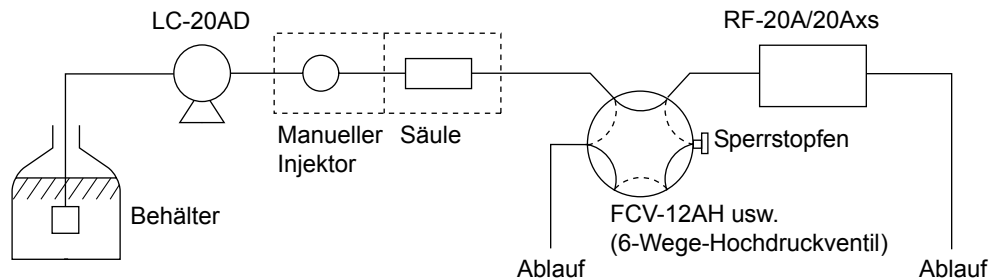 LC-20AD
RF-20A/20Axs
Manueller
Injektor
Säule
Sperrstopfen
Behälter
FCV-12AH usw.
(6-Wege-Hochdruckventil)
Ablauf
Ablauf